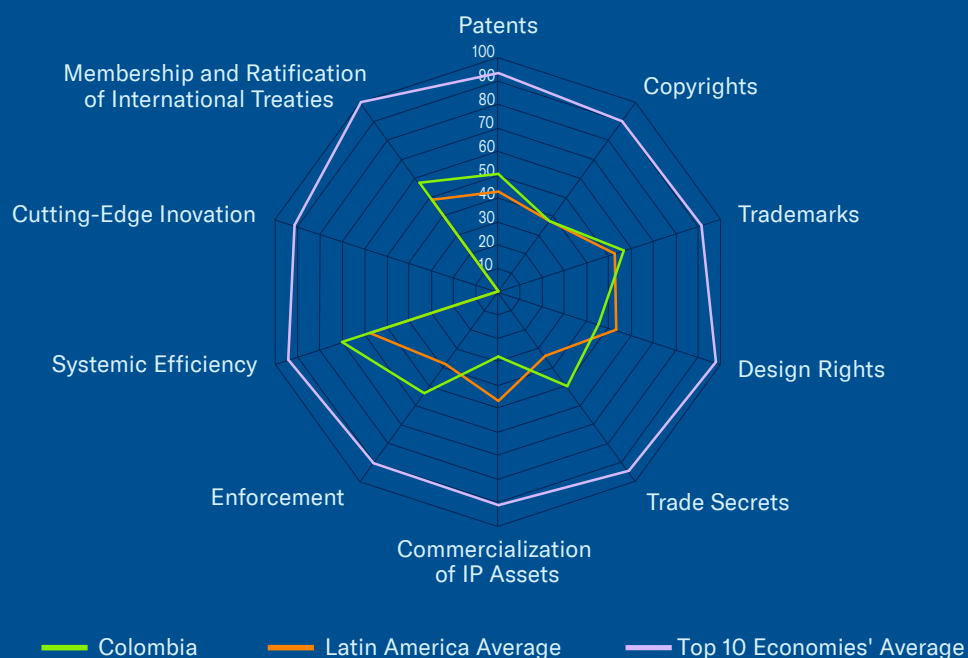 Patents
100
90
80
70
60
50
40
30
20
10
Membership and Ratification
of International Treaties
Copyrights
Cutting-Edge Inovation
Trademarks
Systemic Efficiency
Design Rights
Enforcement
Trade Secrets
Commercialization
of IP Assets
Colombia
Latin America Average
Top 10 Economies' Average